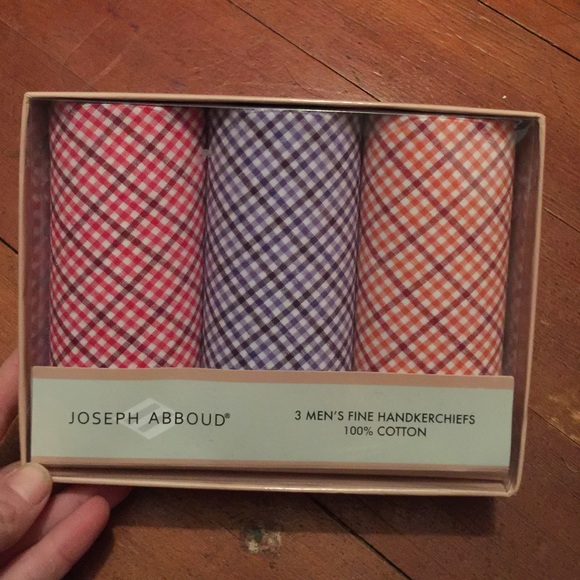 JOSEPH ABBOUD®
3 MEN'S FINE HANDKERCHIEFS
100% COTTON